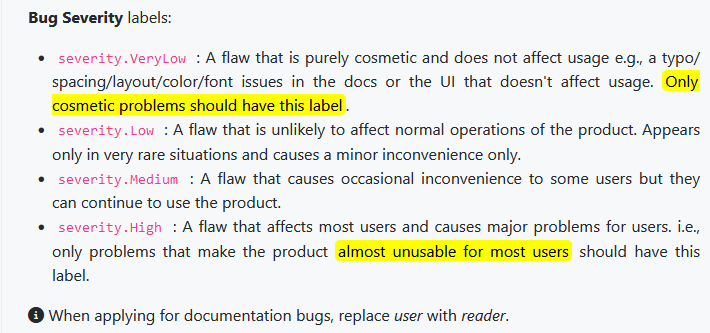 Bug Severity labels:
severity.VeryLow : A flaw that is purely cosmetic and does not affect usage e.g., a typo/
spacing/layout/color/font issues in the docs or the UI that doesn't affect usage. Only
cosmetic problems should have this label.
severity.Low : A flaw that is unlikely to affect normal operations of the product. Appears
only in very rare situations and causes a minor inconvenience only.
severity.Medium : A flaw that causes occasional inconvenience to some users but they
can continue to use the product.
severity.High : A flaw that affects most users and causes major problems for users. i.e.,
only problems that make the product almost unusable for most users should have this
label.
When applying for documentation bugs, replace user with reader.